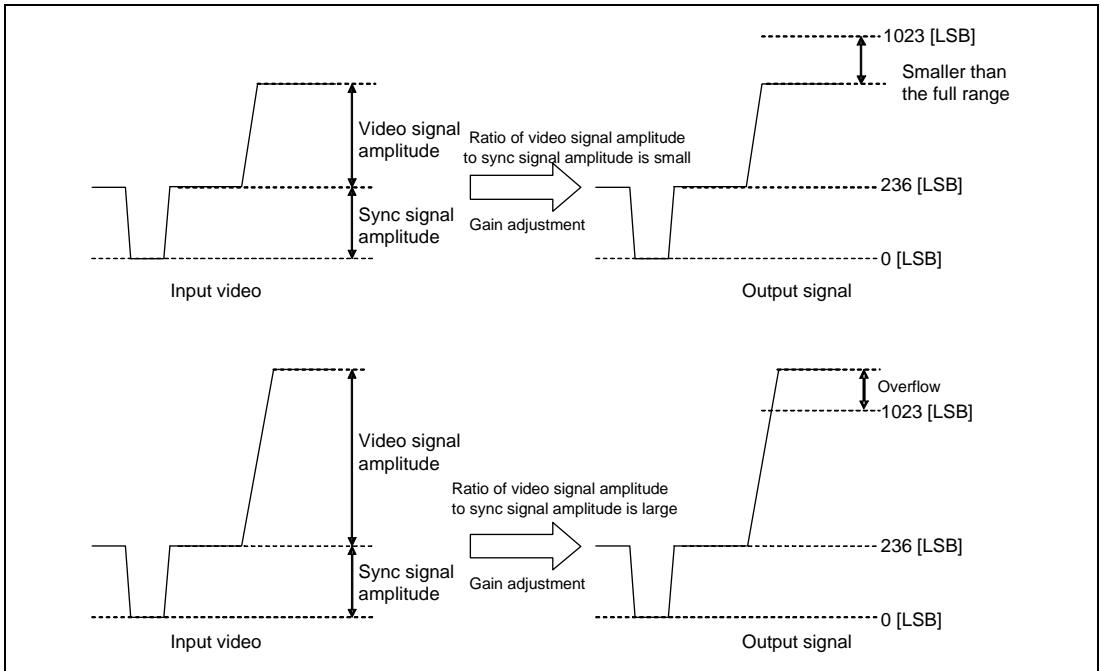 Video signal
amplitude
Sync signal
amplitude
Input video
Ratio of video signal amplitude
to sync signal amplitude is small
Gain adjustment
1023 [LSB]
Smaller than
the full range
236 [LSB]
0 [LSB]
Output signal
Video signal
amplitude
Sync signal
amplitude
Input video
Ratio of video signal amplitude
to sync signal amplitude is large
Gain adjustment
Overflow
1023 [LSB]
236 [LSB]
0 [LSB]
Output signal